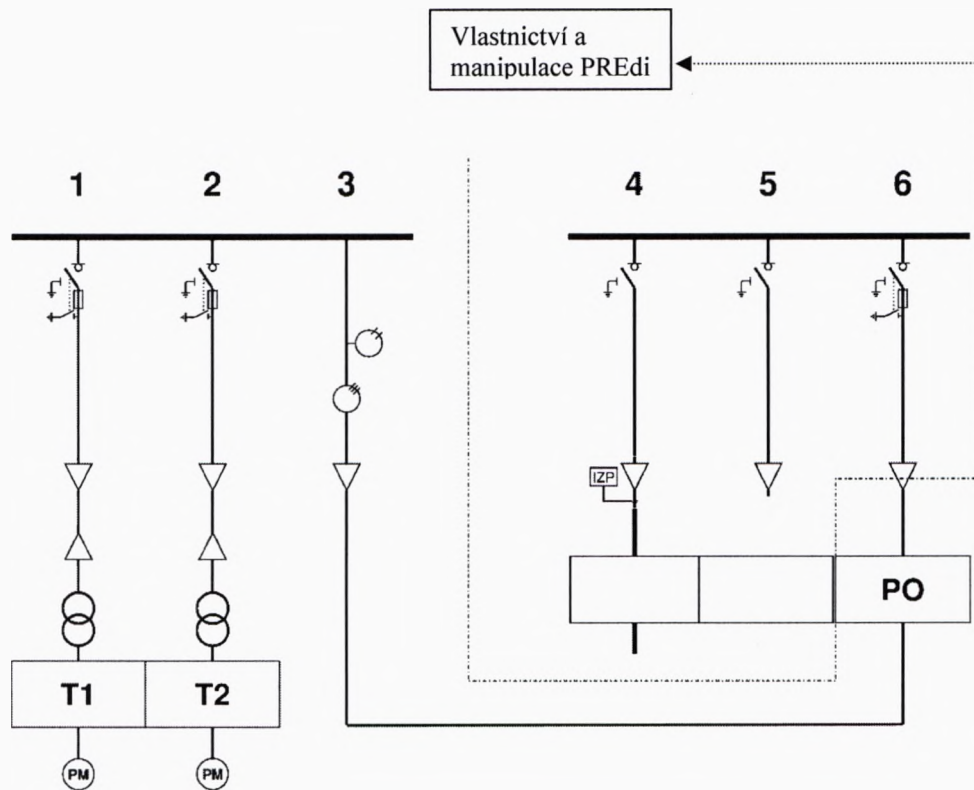 Vlastnictví a
manipulace PREdi
1 2 3 4 5 6
IZP
PO
T1 T2
PM PM